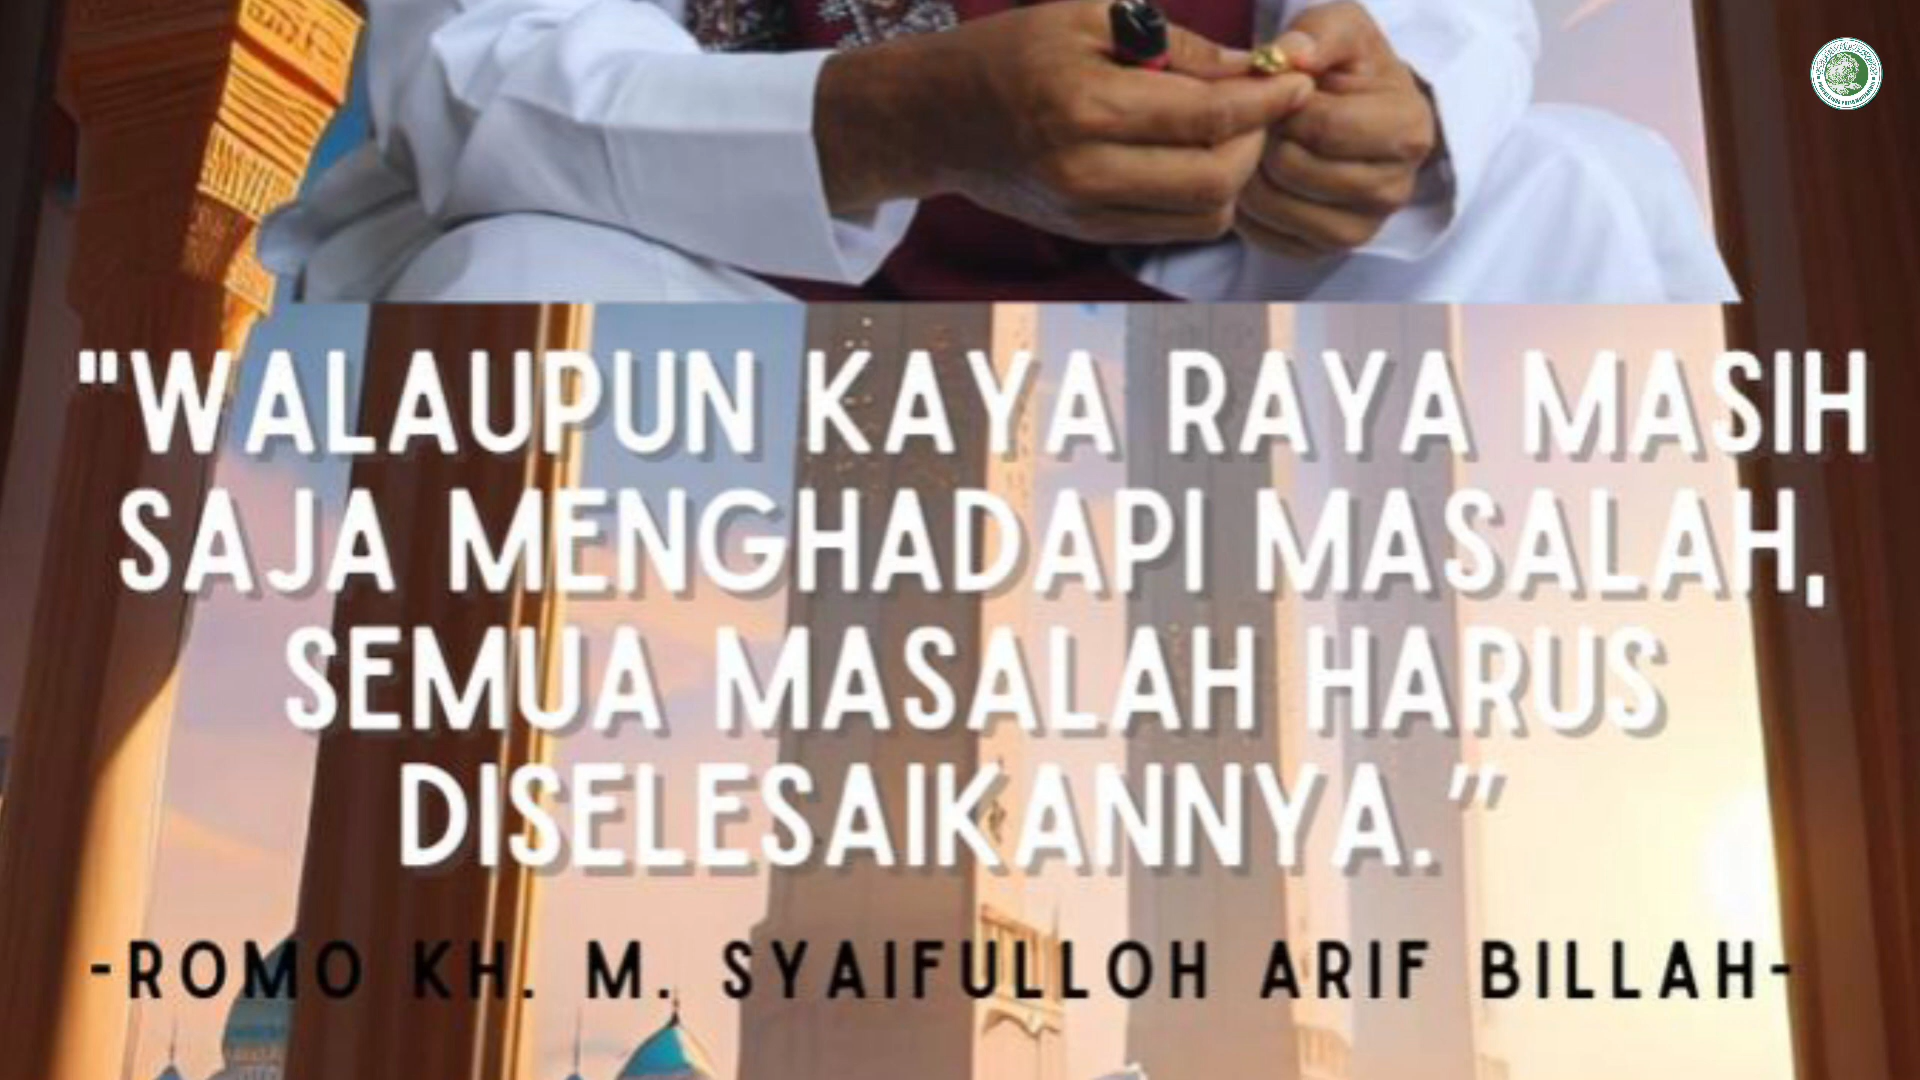 "WALAUPUN KAYA RAYA MASIH
SAJA MENGHADAPI MASALAH,
SEMUA MASALAH HARUS
DISELESAIKANNYA."
-ROMO KH. M. SYAIFULLOH ARIF BILLAH-